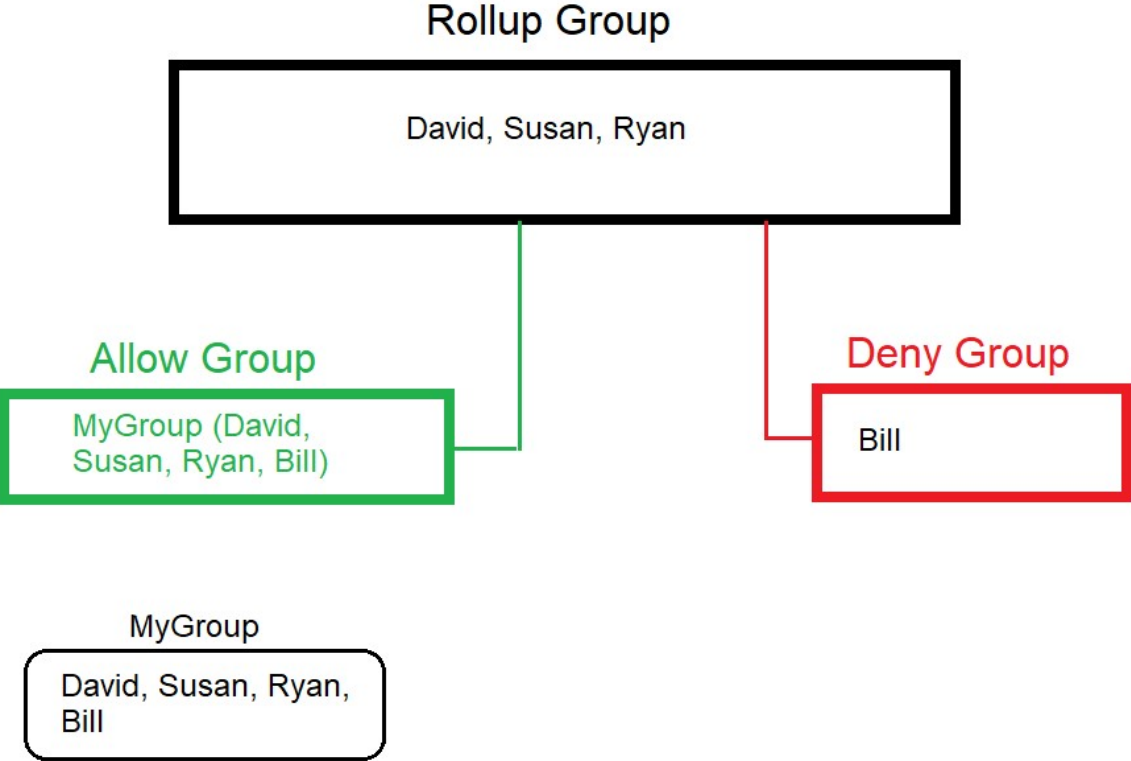 Rollup Group
David, Susan, Ryan
Allow Group
MyGroup (David,
Susan, Ryan, Bill)
Deny Group
Bill
MyGroup
David, Susan, Ryan,
Bill